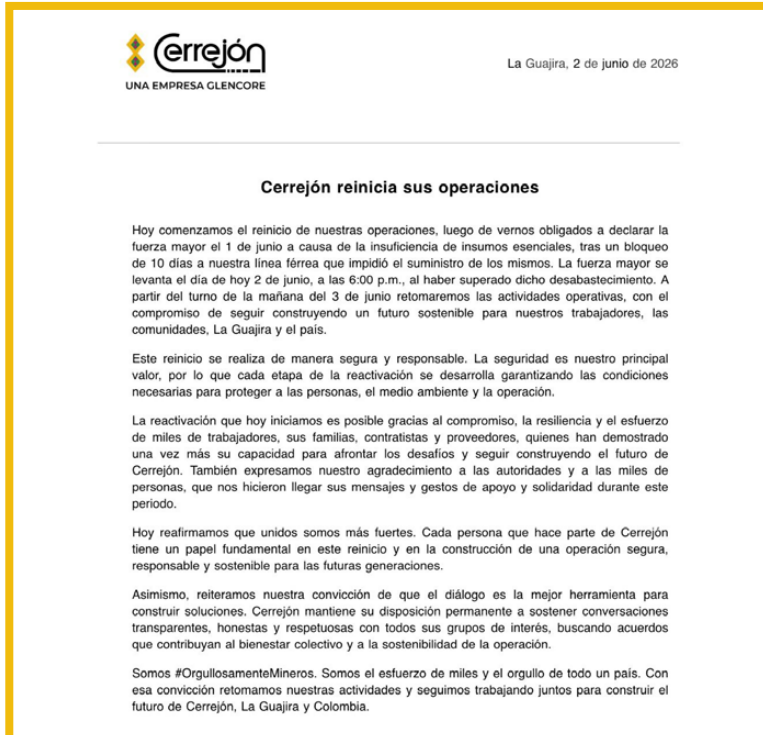 Cerrejón
UNA EMPRESA GLENCORE
La Guajira, 2 de junio de 2026
Cerrejón reinicia sus operaciones
Hoy comenzamos el reinicio de nuestras operaciones, luego de vernos obligados a declarar la
fuerza mayor el 1 de junio a causa de la insuficiencia de insumos esenciales, tras un bloqueo
de 10 días a nuestra línea férrea que impidió el suministro de los mismos. La fuerza mayor se
levanta el día de hoy 2 de junio, a las 6:00 p.m., al haber superado dicho desabastecimiento. A
partir del turno de la mañana del 3 de junio retomaremos las actividades operativas, con el
compromiso de seguir construyendo un futuro sostenible para nuestros trabajadores, las
comunidades, La Guajira y el país.
Este reinicio se realiza de manera segura y responsable. La seguridad es nuestro principal
valor, por lo que cada etapa de la reactivación se desarrolla garantizando las condiciones
necesarias para proteger a las personas, el medio ambiente y la operación.
La reactivación que hoy iniciamos es posible gracias al compromiso, la resiliencia y el esfuerzo
de miles de trabajadores, sus familias, contratistas y proveedores, quienes han demostrado
una vez más su capacidad para afrontar los desafíos y seguir construyendo el futuro de
Cerrejón. También expresamos nuestro agradecimiento a las autoridades y a las miles de
personas, que nos hicieron llegar sus mensajes y gestos de apoyo y solidaridad durante este
periodo.
Hoy reafirmamos que unidos somos más fuertes. Cada persona que hace parte de Cerrejón
tiene un papel fundamental en este reinicio y en la construcción de una operación segura,
responsable y sostenible para las futuras generaciones.
Asimismo, reiteramos nuestra convicción de que el diálogo es la mejor herramienta para
construir soluciones. Cerrejón mantiene su disposición permanente a sostener conversaciones
transparentes, honestas y respetuosas con todos sus grupos de interés, buscando acuerdos
que contribuyan al bienestar colectivo y a la sostenibilidad de la operación.
Somos #OrgullosamenteMineros. Somos el esfuerzo de miles y el orgullo de todo un país. Con
esa convicción retomamos nuestras actividades y seguimos trabajando juntos para construir el
futuro de Cerrejón, La Guajira y Colombia.